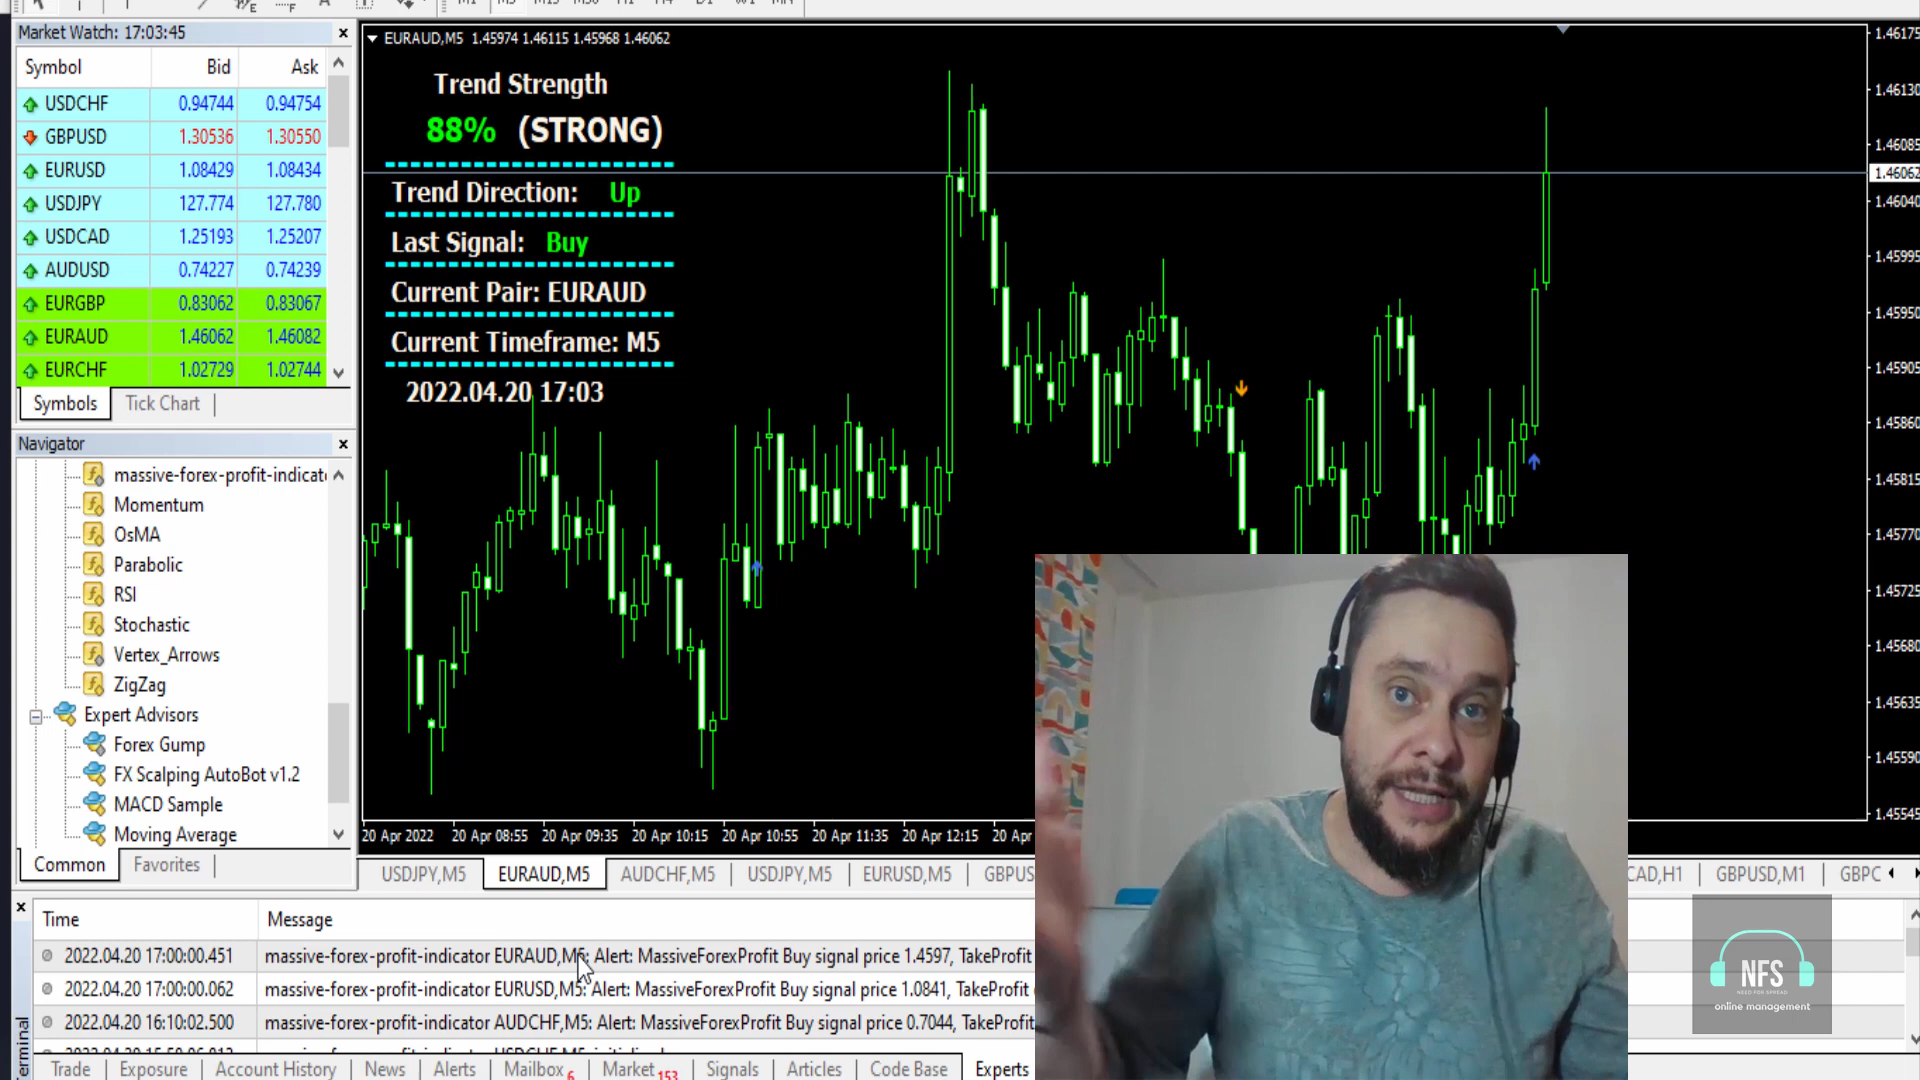 Market Watch: 17:03:45
Symbol Bid Ask
USDCHF 0.94744 0.94754
GBPUSD 1.30536 1.30550
EURUSD 1.08429 1.08434
USDJPY 127.774 127.780
USDCAD 1.25193 1.25207
AUDUSD 0.74227 0.74239
EURGBP 0.83062 0.83067
EURAUD 1.46062 1.46082
EURCHF 1.02729 1.02744
Symbols Tick Chart
Navigator
massive-forex-profit-indicat
Momentum
OsMA
Parabolic
RSI
Stochastic
Vertex_Arrows
ZigZag
Expert Advisors
Forex Gump
FX Scalping AutoBot v1.2
MACD Sample
Moving Average
Common Favorites
EURAUD,M5 1.45974 1.46115 1.45968 1.46062
Trend Strength
88% (STRONG)
Trend Direction: Up
Last Signal: Buy
Current Pair: EURAUD
Current Timeframe: M5
2022.04.20 17:03
1.46175
1.46130
1.46085
1.46062
1.46040
1.45995
1.45950
1.45905
1.45860
1.45815
1.45770
1.45725
1.45680
1.45635
1.45590
1.45545
20 Apr 2022 20 Apr 08:55 20 Apr 09:35 20 Apr 10:15 20 Apr 10:55 20 Apr 11:35 20 Apr 12:15 20 Apr
USDJPY,M5 EURAUD,M5 AUDCHF,M5 USDJPY,M5 EURUSD,M5 GBPUS CAD,H1 GBPUSD,M1 GBPC
Time Message
2022.04.20 17:00:00.451 massive-forex-profit-indicator EURAUD,M5: Alert: MassiveForexProfit Buy signal price 1.4597, TakeProfit
2022.04.20 17:00:00.062 massive-forex-profit-indicator EURUSD,M5: Alert: MassiveForexProfit Buy signal price 1.0841, TakeProfit
2022.04.20 16:10:02.500 massive-forex-profit-indicator AUDCHF,M5: Alert: MassiveForexProfit Buy signal price 0.7044, TakeProfit
Trade Exposure Account History News Alerts Mailbox 6 Market 153 Signals Articles Code Base Experts
NFS
NEED FOR SPREAD
online management